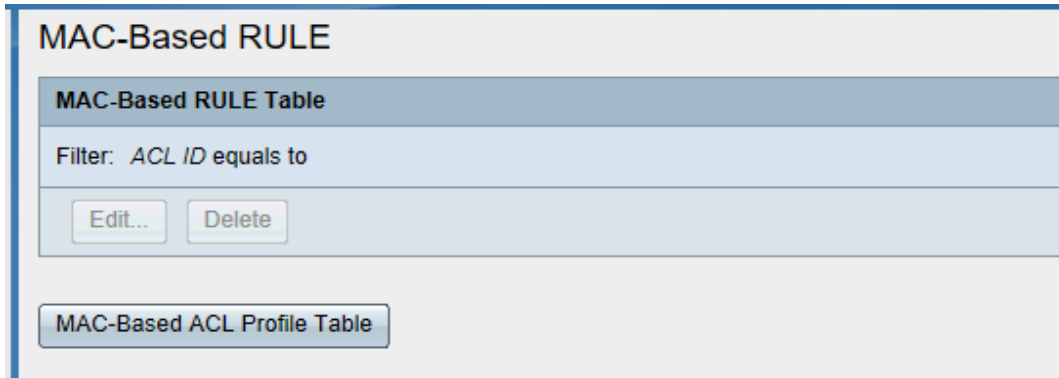 MAC-Based RULE
MAC-Based RULE Table
Filter: ACL ID equals to
Edit... Delete
MAC-Based ACL Profile Table